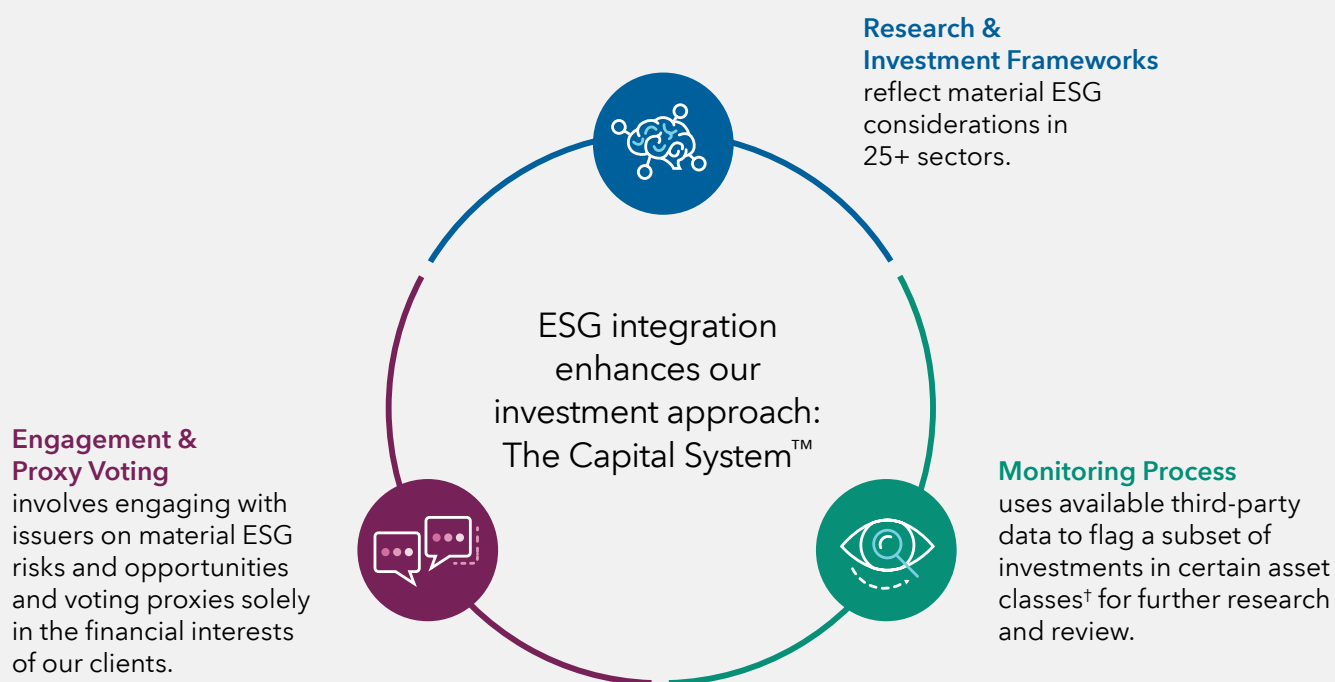 Research &
Investment Frameworks
reflect material ESG
considerations in
25+ sectors.
ESG integration
enhances our
investment approach:
The Capital System™
Engagement &
Proxy Voting
involves engaging with
issuers on material ESG
risks and opportunities
and voting proxies solely
in the financial interests
of our clients.
Monitoring Process
uses available third-party
data to flag a subset of
investments in certain asset
classes† for further research
and review.